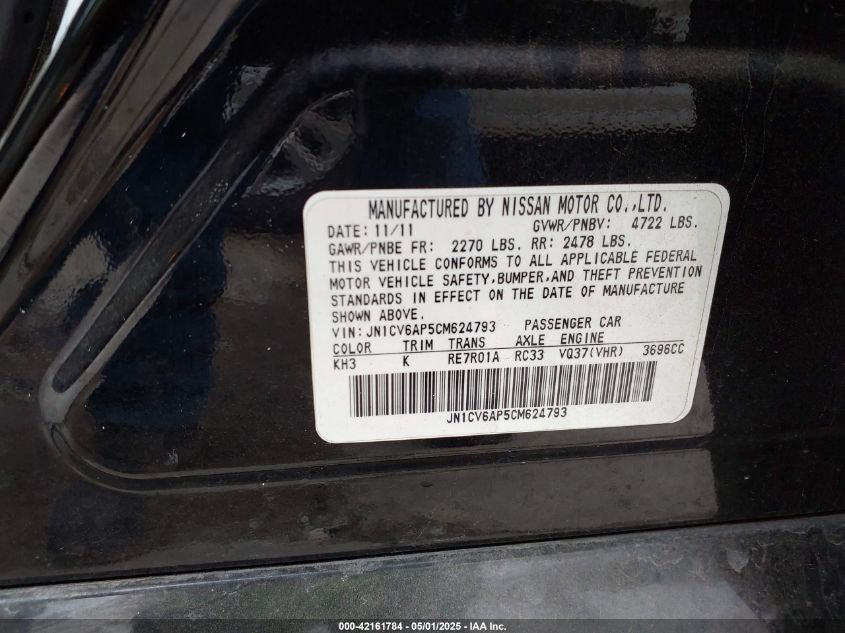 MANUFACTURED BY NISSAN MOTOR CO.,LTD.
DATE: 11/11 GVWR/PNBV: 4722 LBS.
GAWR/PNBE FR: 2270 LBS. RR: 2478 LBS.
THIS VEHICLE CONFORMS TO ALL APPLICABLE FEDERAL
MOTOR VEHICLE SAFETY,BUMPER,AND THEFT PREVENTION
STANDARDS IN EFFECT ON THE DATE OF MANUFACTURE
SHOWN ABOVE.
VIN:JN1CV6AP5CM624793 PASSENGER CAR
COLOR TRIM TRANS AXLE ENGINE
KH3 K RE7R01A RC33 VQ37(VHR) 3696CC
JN1CV6AP5CM624793
000-42161784 - 05/01/2025 - IAA Inc.